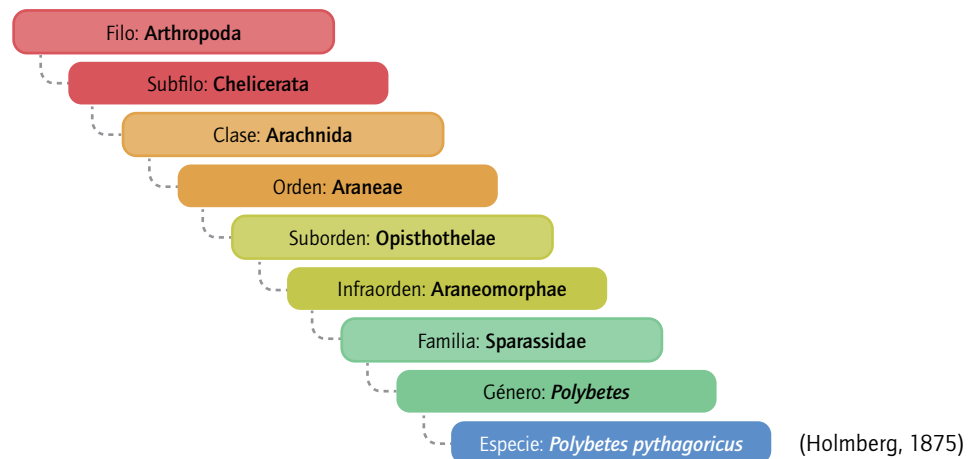 Filo: Arthropoda
Subfilo: Chelicerata
Clase: Arachnida
Orden: Araneae
Suborden: Opisthothelae
Infraorden: Araneomorphae
Familia: Sparassidae
Género: Polybetes
Especie: Polybetes pythagoricus (Holmberg, 1875)